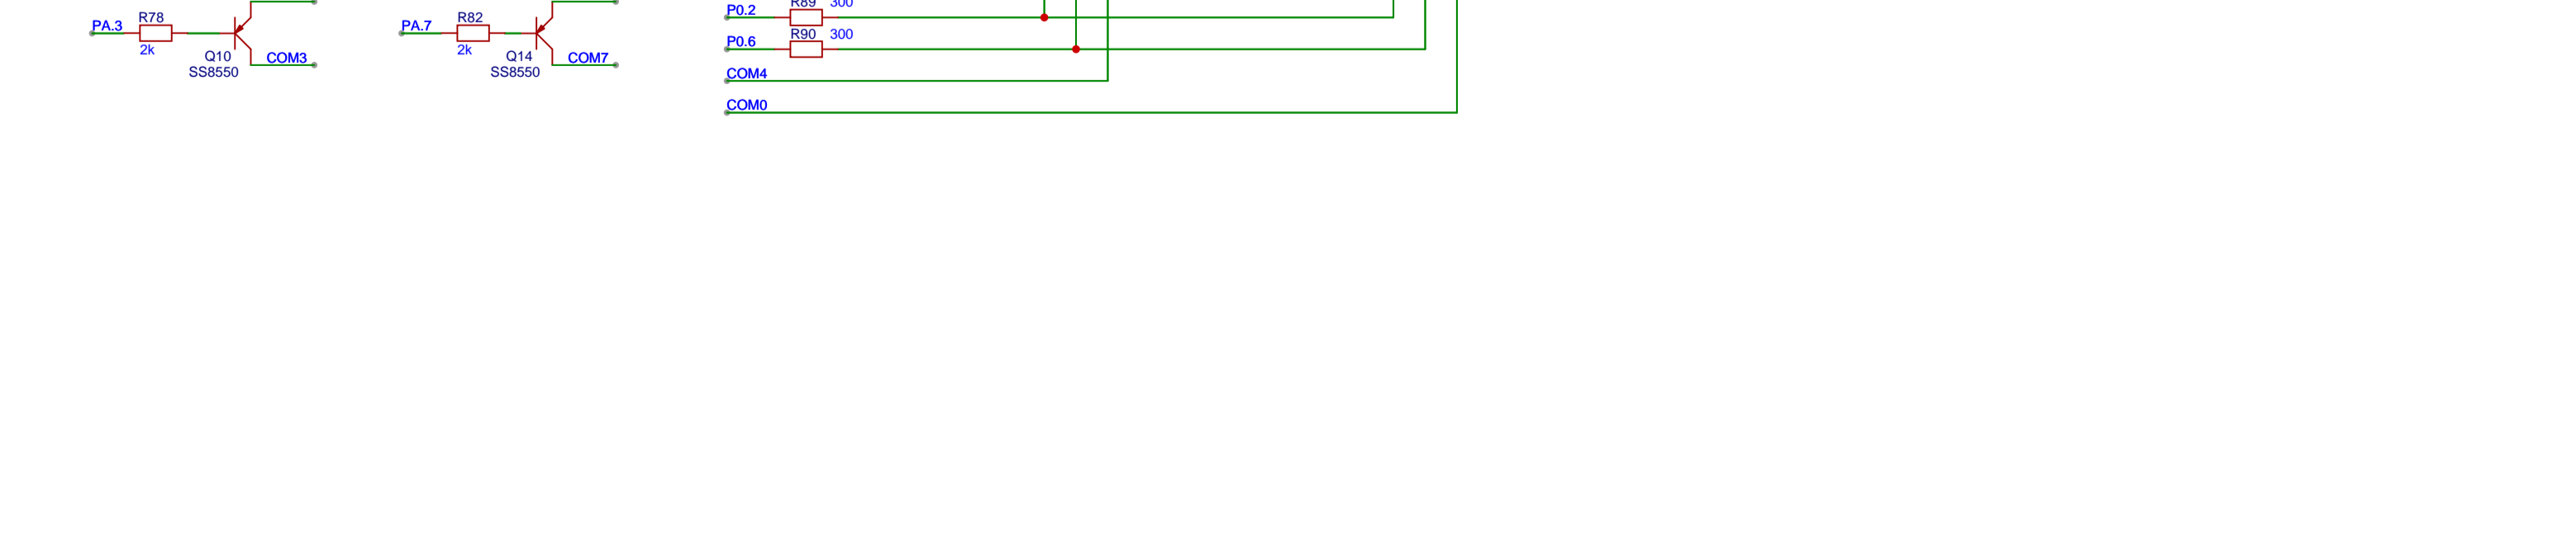 P0.2 R89 300
PA.3 R78 PA.7 R82
P0.6 R90 300
2k Q10 COM3 2k Q14 COM7
SS8550 SS8550 COM4
COM0